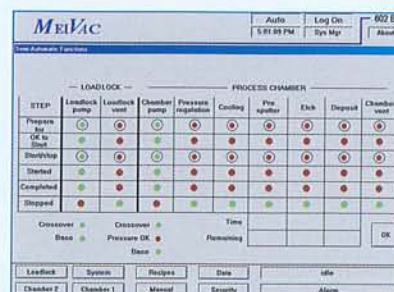 MEIVAC
Auto
Log On
602 E
5:01:09 PM
Sys Mgr
About
Semi-Automatic Functions
LOADLOCK
PROCESS CHAMBER
STEP
Loadlock pump
Loadlock vent
Chamber pump
Pressure regulation
Cooling
Pre sputter
Etch
Deposit
Chamber vent
Prepare for
OK to Start
Start/stop
Started
Completed
Stopped
Crossover
Crossover
Time
Base
Pressure OK
Remaining
OK
Base
Loadlock
System
Recipes
Data
idle
Chamber 2
Chamber 1
Manual
Security
Alarm